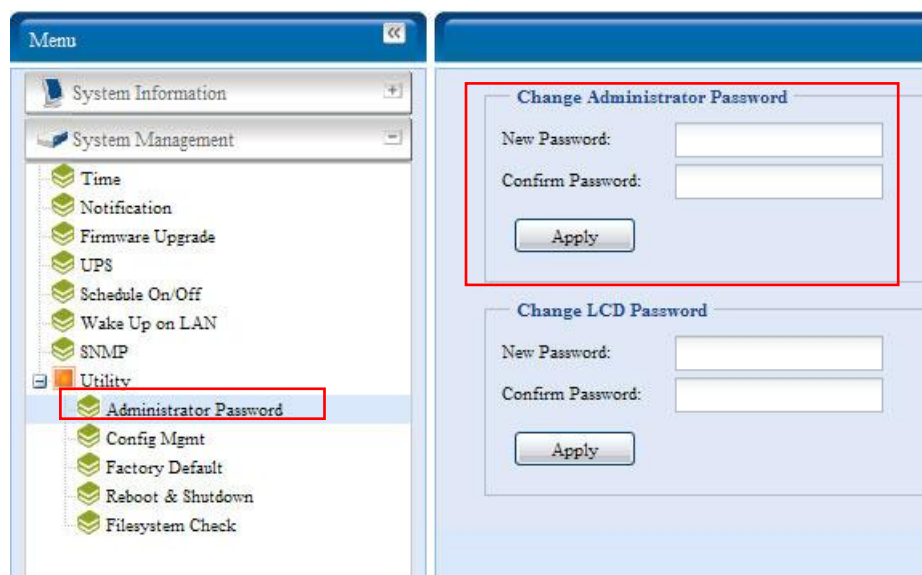 Menu
System Information
System Management
Time
Notification
Firmware Upgrade
UPS
Schedule On/Off
Wake Up on LAN
SNMP
Utility
Administrator Password
Config Mgmt
Factory Default
Reboot & Shutdown
Filesystem Check
Change Administrator Password
New Password:
Confirm Password:
Apply
Change LCD Password
New Password:
Confirm Password:
Apply